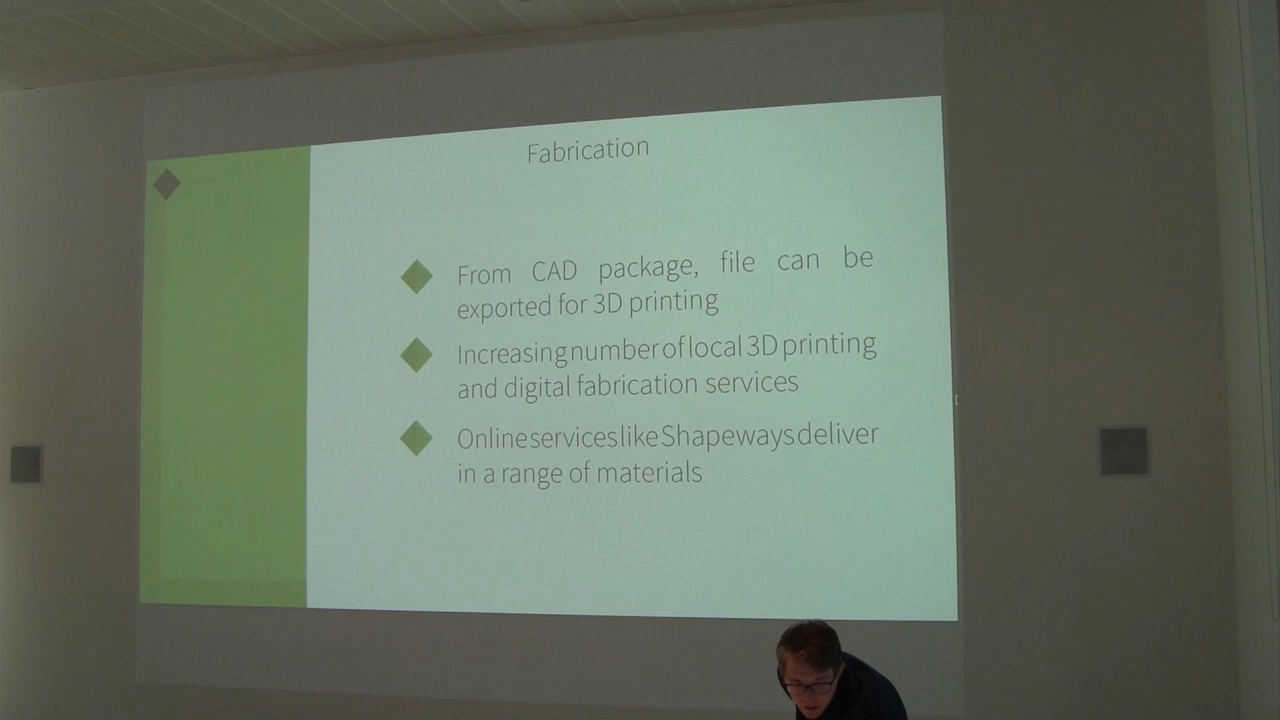 Fabrication
From CAD package, file can be
exported for 3D printing
Increasing number of local 3D printing
and digital fabrication services
Online services like Shapeways deliver
in a range of materials